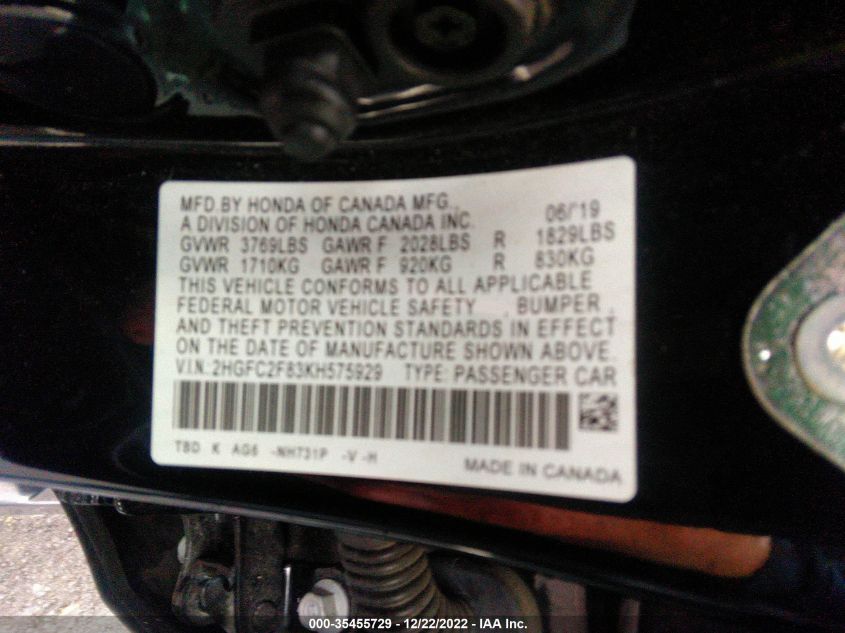 MFD.BY HONDA OF CANADA MFG., 06/'19
A DIVISION OF HONDA CANADA INC.
GVWR 3769LBS GAWR F 2028LBS R 1829LBS
GVWR 1710KG GAWR F 920KG R 830KG
THIS VEHICLE CONFORMS TO ALL APPLICABLE
FEDERAL MOTOR VEHICLE SAFETY , BUMPER ,
AND THEFT PREVENTION STANDARDS IN EFFECT
ON THE DATE OF MANUFACTURE SHOWN ABOVE.
V.I.N.:2HGFC2F83KH575929 TYPE: PASSENGER CAR
TBD K AG6 -NH731P -V -H
MADE IN CANADA
000-35455729 - 12/22/2022 - IAA Inc.